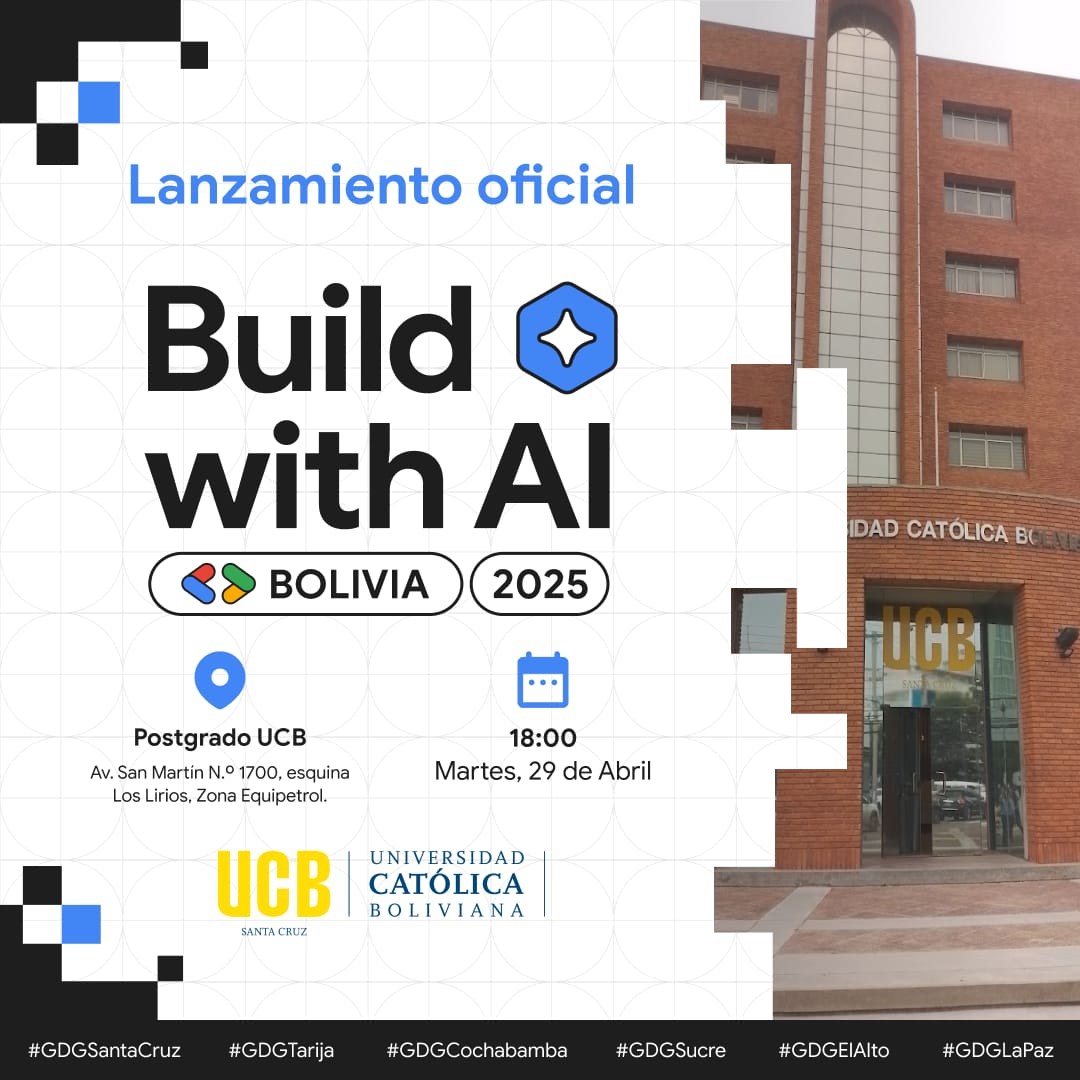 Lanzamiento oficial
Build
with AI
BOLIVIA 2025
Postgrado UCB
Av. San Martín N.º 1700, esquina
Los Lirios, Zona Equipetrol.
18:00
Martes, 29 de Abril
UCB
SANTA CRUZ
UNIVERSIDAD
CATÓLICA
BOLIVIANA
CATÓLICA
UCB
SANTA CRUZ
#GDGSantaCruz #GDGTarija #GDGCochabamba #GDGSucre #GDGElAlto #GDGLaPaz